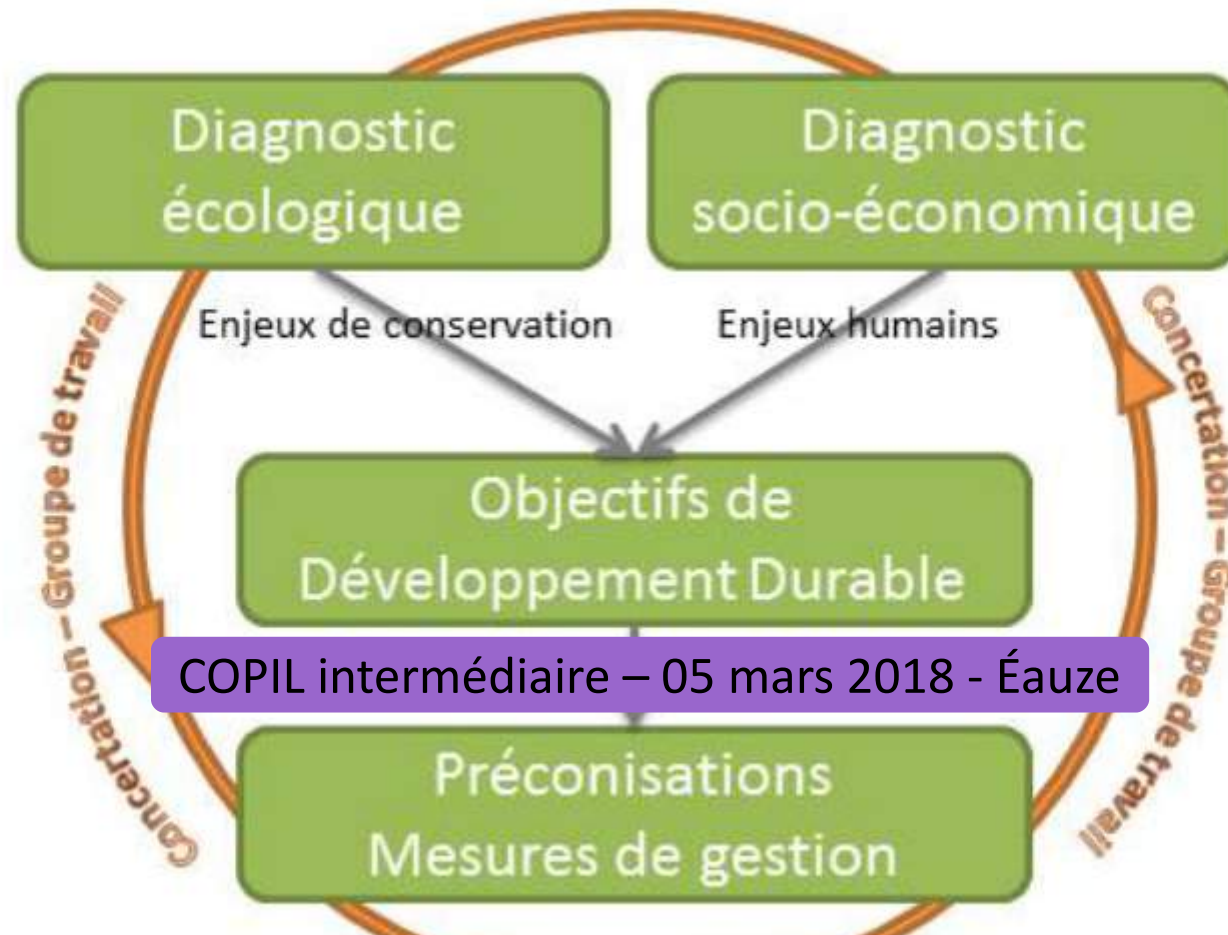 Diagnostic
écologique
Diagnostic
socio-économique
Enjeux de conservation
Enjeux humains
Concertation – Groupe de travail
Concertation – Groupe de travail
Objectifs de
Développement Durable
COPIL intermédiaire – 05 mars 2018 - Éauze
Préconisations
Mesures de gestion